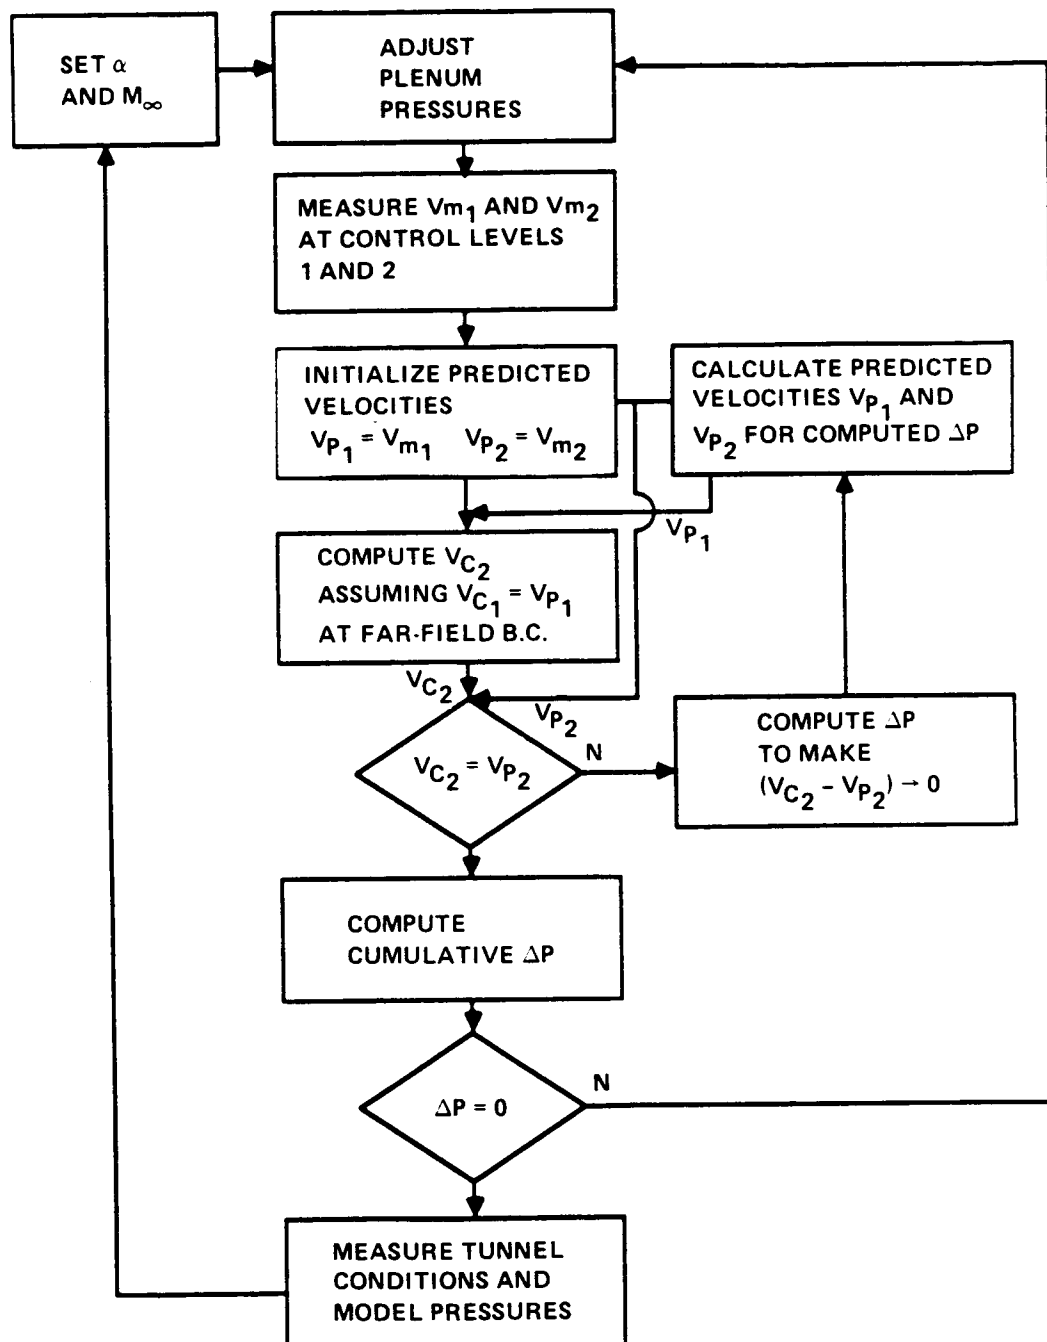 SET α
AND M∞
ADJUST
PLENUM
PRESSURES
MEASURE Vm1 AND Vm2
AT CONTROL LEVELS
1 AND 2
INITIALIZE PREDICTED
VELOCITIES
VP1 = Vm1 VP2 = Vm2
CALCULATE PREDICTED
VELOCITIES VP1 AND
VP2 FOR COMPUTED ΔP
VP1
COMPUTE VC2
ASSUMING VC1 = VP1
AT FAR-FIELD B.C.
VC2
VP2
VC2 = VP2
N
COMPUTE ΔP
TO MAKE
(VC2 – VP2) → 0
COMPUTE
CUMULATIVE ΔP
ΔP = 0
N
MEASURE TUNNEL
CONDITIONS AND
MODEL PRESSURES